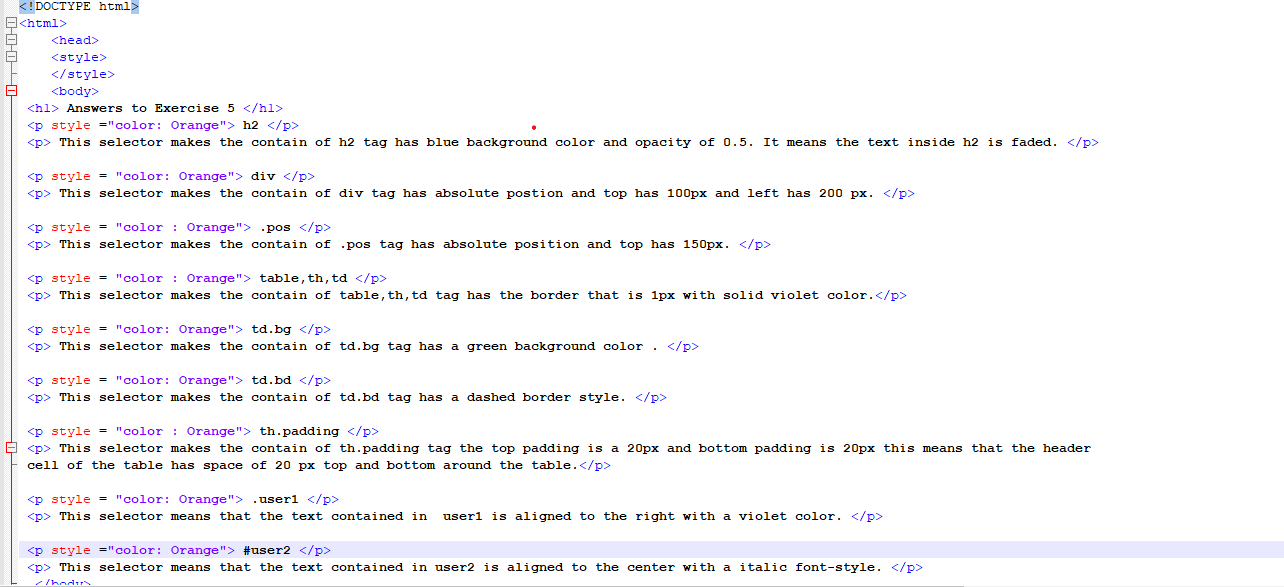 <!DOCTYPE html>
<html>
<head>
<style>
</style>
<body>
<h1> Answers to Exercise 5 </h1>
<p style ="color: Orange"> h2 </p>
<p> This selector makes the contain of h2 tag has blue background color and opacity of 0.5. It means the text inside h2 is faded. </p>
<p style = "color: Orange"> div </p>
<p> This selector makes the contain of div tag has absolute postion and top has 100px and left has 200 px. </p>
<p style = "color : Orange"> .pos </p>
<p> This selector makes the contain of .pos tag has absolute position and top has 150px. </p>
<p style = "color : Orange"> table,th,td </p>
<p> This selector makes the contain of table,th,td tag has the border that is 1px with solid violet color.</p>
<p style = "color: Orange"> td.bg </p>
<p> This selector makes the contain of td.bg tag has a green background color . </p>
<p style = "color: Orange"> td.bd </p>
<p> This selector makes the contain of td.bd tag has a dashed border style. </p>
<p style = "color : Orange"> th.padding </p>
<p> This selector makes the contain of th.padding tag the top padding is a 20px and bottom padding is 20px this means that the header
cell of the table has space of 20 px top and bottom around the table.</p>
<p style = "color: Orange"> .user1 </p>
<p> This selector means that the text contained in  user1 is aligned to the right with a violet color. </p>
<p style ="color: Orange"> #user2 </p>
<p> This selector means that the text contained in user2 is aligned to the center with a italic font-style. </p>
</body>